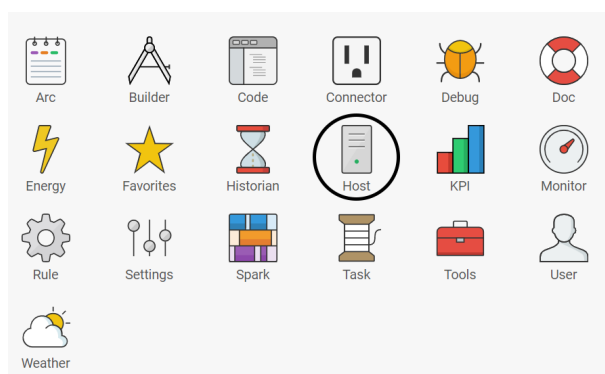 Arc Builder Code Connector Debug Doc
Energy Favorites Historian Host KPI Monitor
Rule Settings Spark Task Tools User
Weather